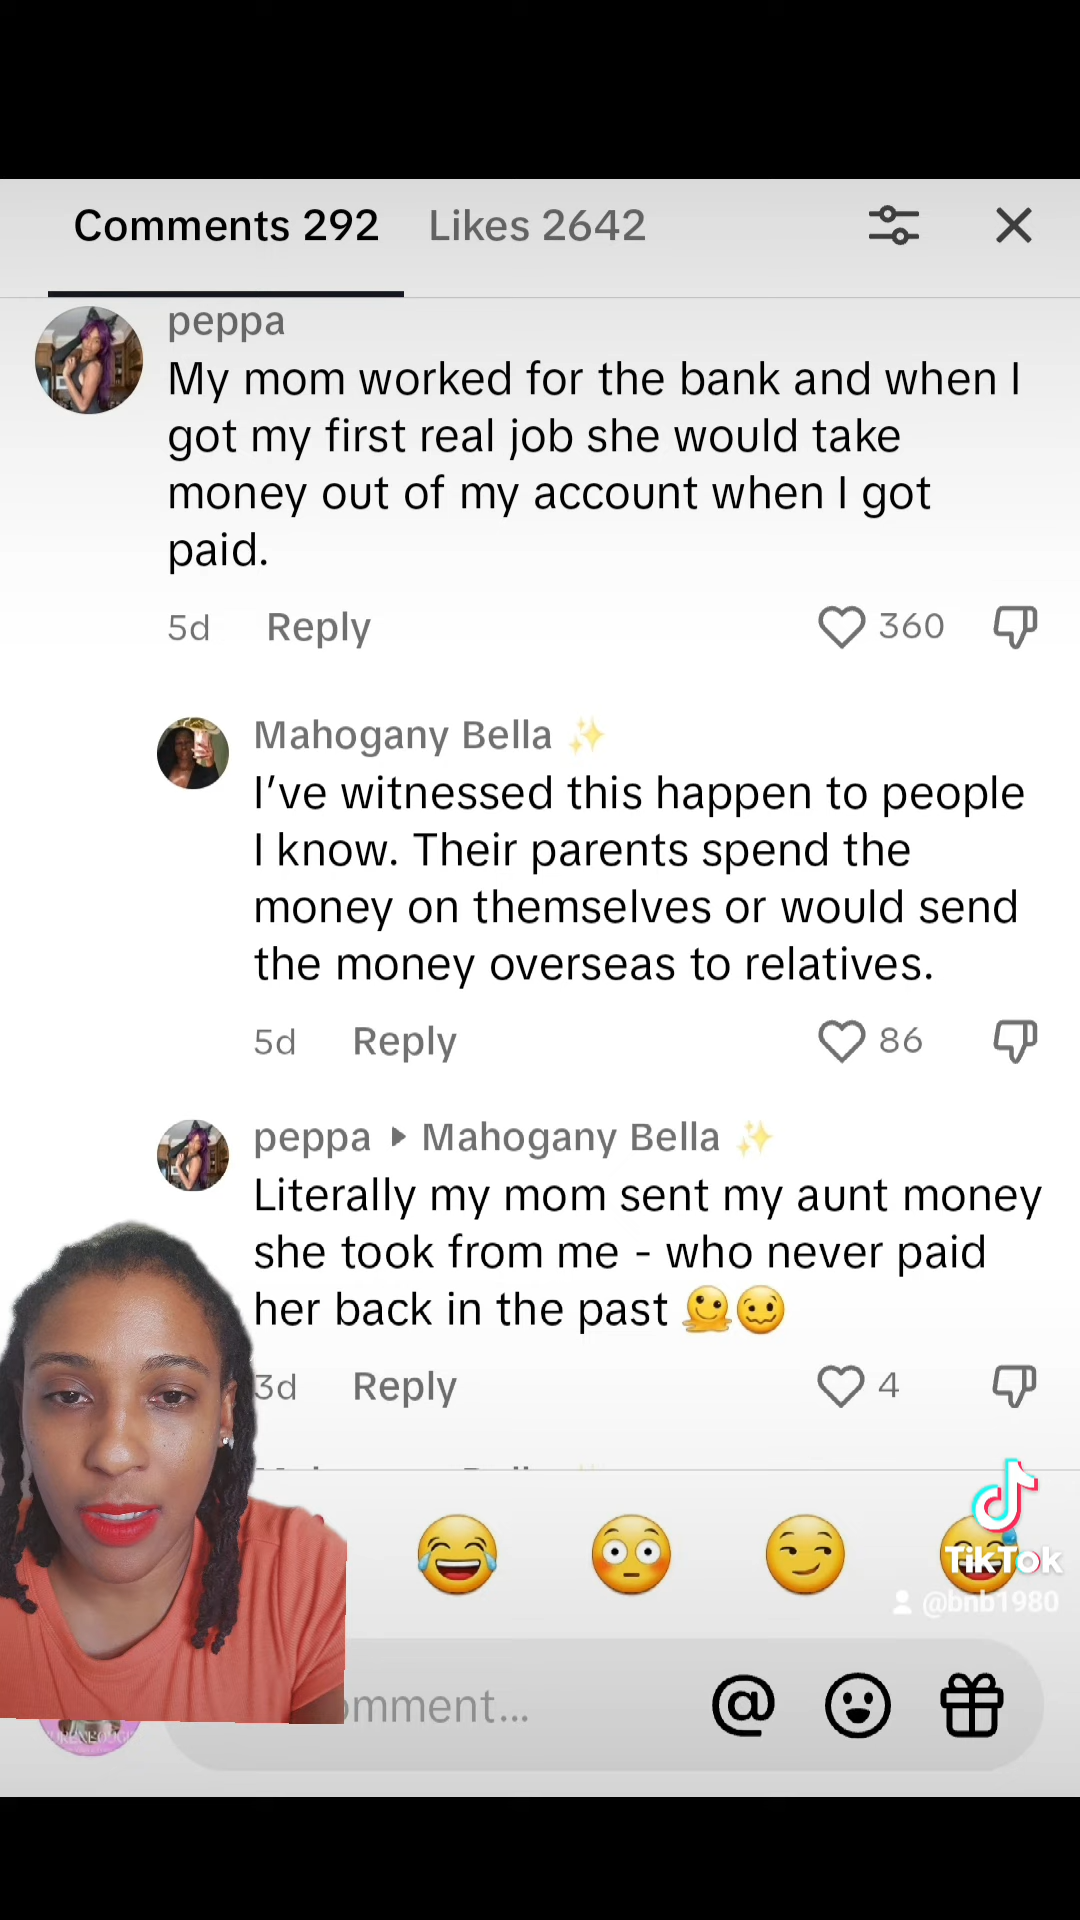 Comments 292 Likes 2642
peppa
My mom worked for the bank and when I
got my first real job she would take
money out of my account when I got
paid.
5d Reply 360
Mahogany Bella ✨
I've witnessed this happen to people
I know. Their parents spend the
money on themselves or would send
the money overseas to relatives.
5d Reply 86
peppa ▸ Mahogany Bella ✨
Literally my mom sent my aunt money
she took from me - who never paid
her back in the past 🫠🥴
3d Reply 4
TikTok
@bnb1980
omment...